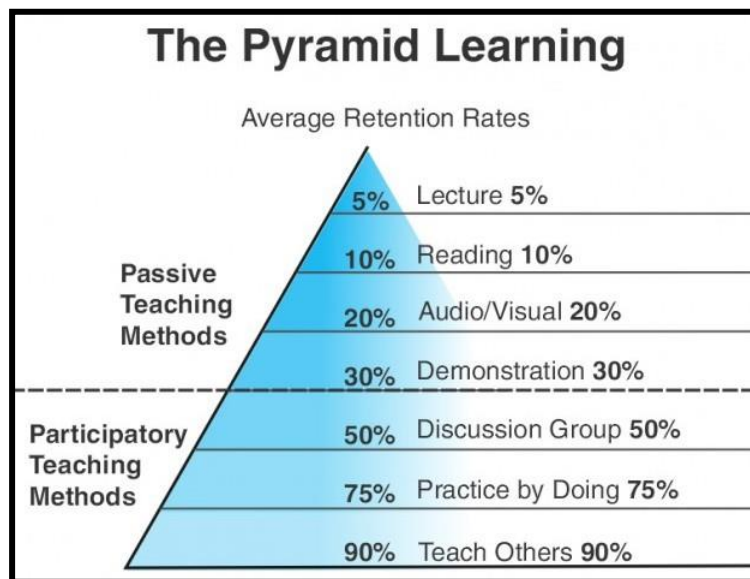 The Pyramid Learning
Average Retention Rates
5% Lecture 5%
10% Reading 10%
Passive
Teaching
Methods
20% Audio/Visual 20%
30% Demonstration 30%
Participatory
Teaching
Methods
50% Discussion Group 50%
75% Practice by Doing 75%
90% Teach Others 90%